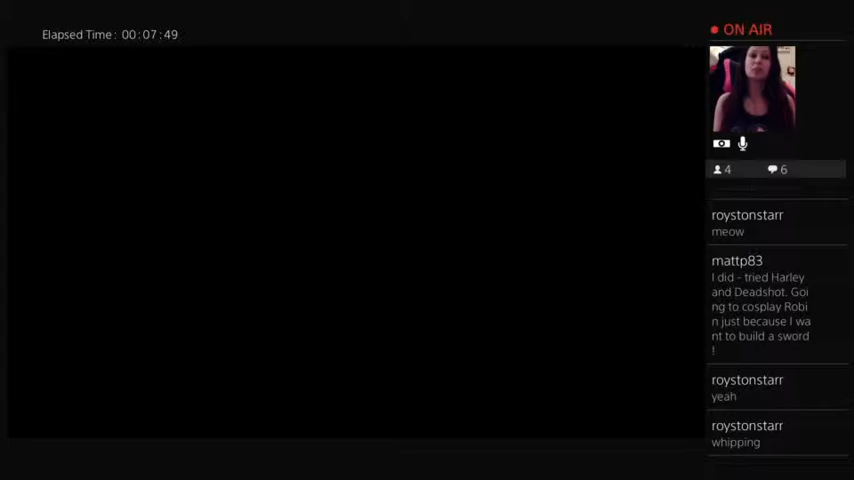 Elapsed Time: 00:07:49
ON AIR
4
6
roystonstarr
meow
mattp83
I did - tried Harley
and Deadshot. Goi
ng to cosplay Robi
n just because I wa
nt to build a sword
!
roystonstarr
yeah
roystonstarr
whipping